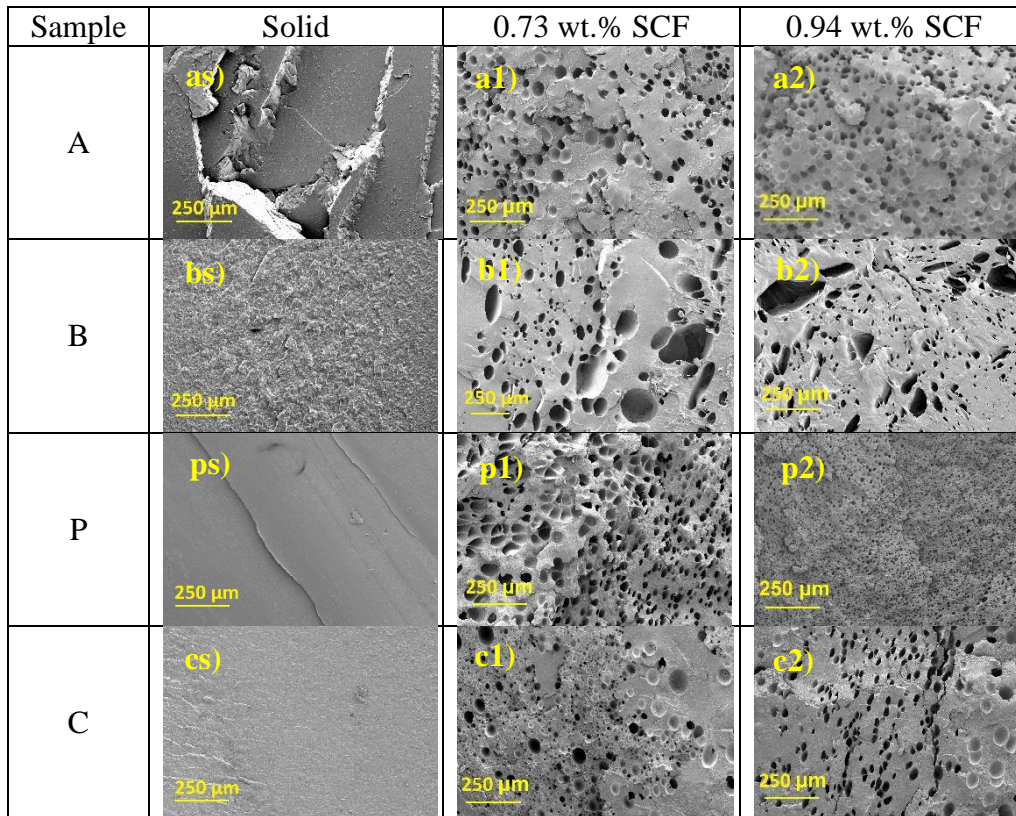 Sample Solid 0.73 wt.% SCF 0.94 wt.% SCF
A
as) a1) a2)
250 µm 250 µm 250 µm
B
bs) b1) b2)
250 µm 250 µm 250 µm
P
ps) p1) p2)
250 µm 250 µm 250 µm
C
cs) c1) c2)
250 µm 250 µm 250 µm